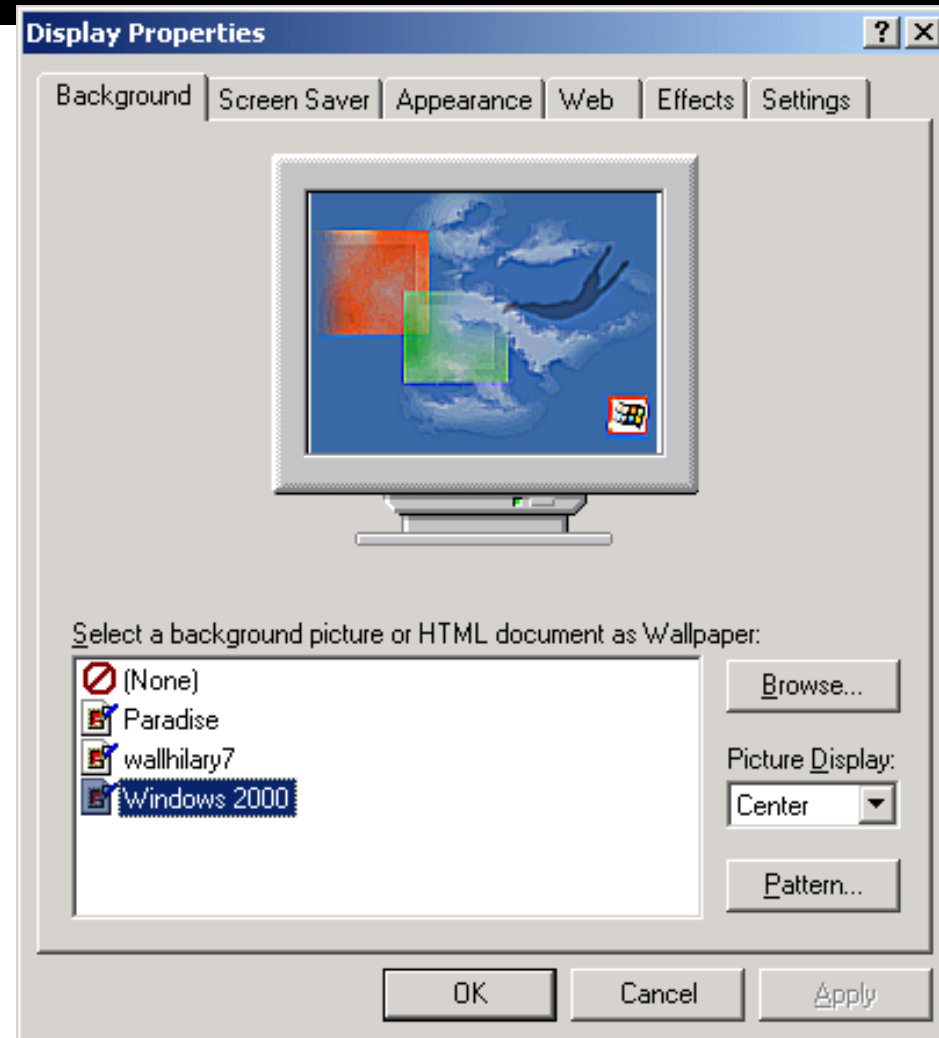 Display Properties
Background Screen Saver Appearance Web Effects Settings
Select a background picture or HTML document as Wallpaper:
(None)
Paradise
wallhilary7
Windows 2000
Browse...
Picture Display:
Center
Pattern...
OK Cancel Apply